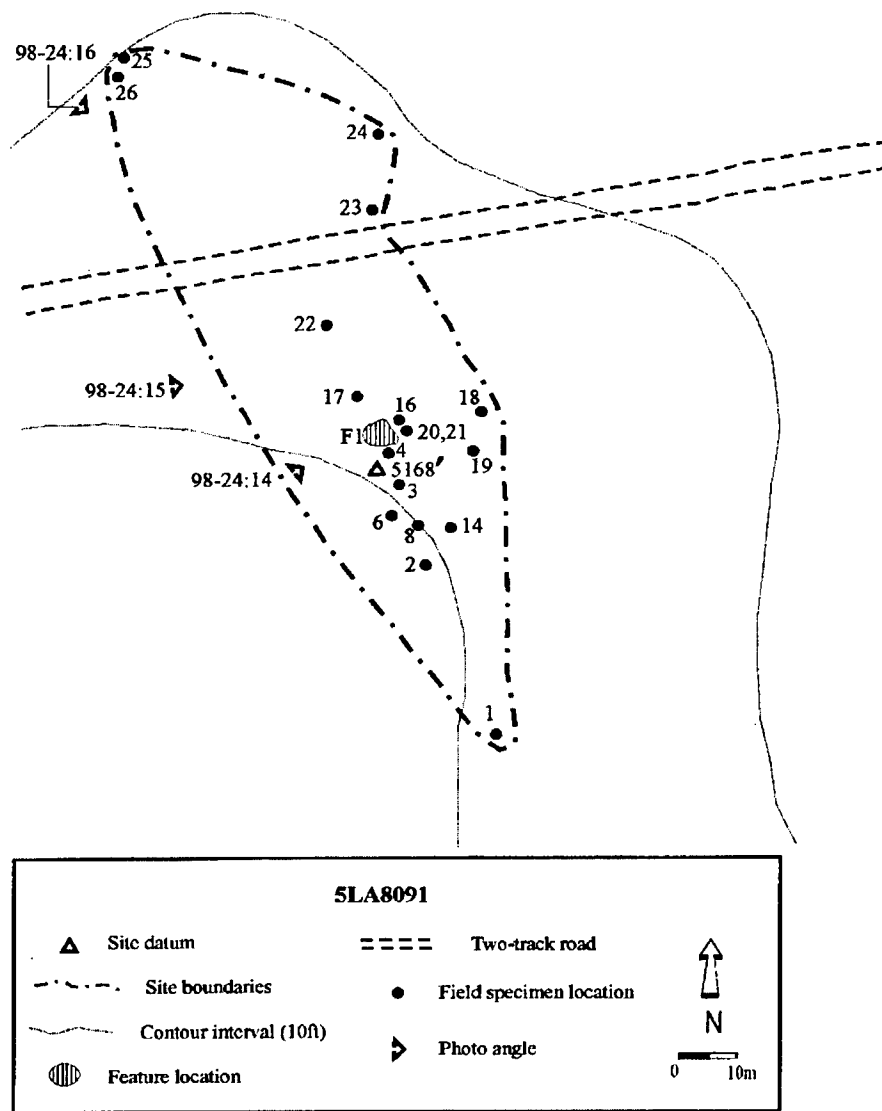 98-24:16
25
26
24
23
22
98-24:15
17
16
18
F1
20,21
4
19
98-24:14
5168'
3
6
8
14
2
1
5LA8091
Site datum
Two-track road
Site boundaries
Field specimen location
Contour interval (10ft)
Photo angle
N
Feature location
0 10m